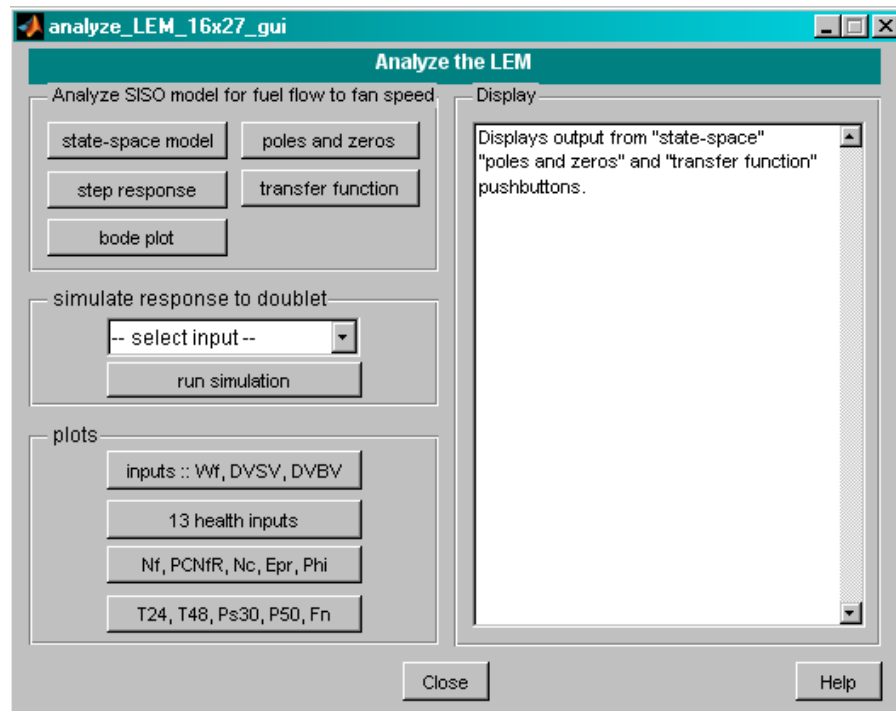 analyze_LEM_16x27_gui
Analyze the LEM
Analyze SISO model for fuel flow to fan speed
state-space model
poles and zeros
step response
transfer function
bode plot
simulate response to doublet
-- select input --
run simulation
plots
inputs :: Wf, DVSV, DVBV
13 health inputs
Nf, PCNfR, Nc, Epr, Phi
T24, T48, Ps30, P50, Fn
Display
Displays output from "state-space"
"poles and zeros" and "transfer function"
pushbuttons.
Close
Help